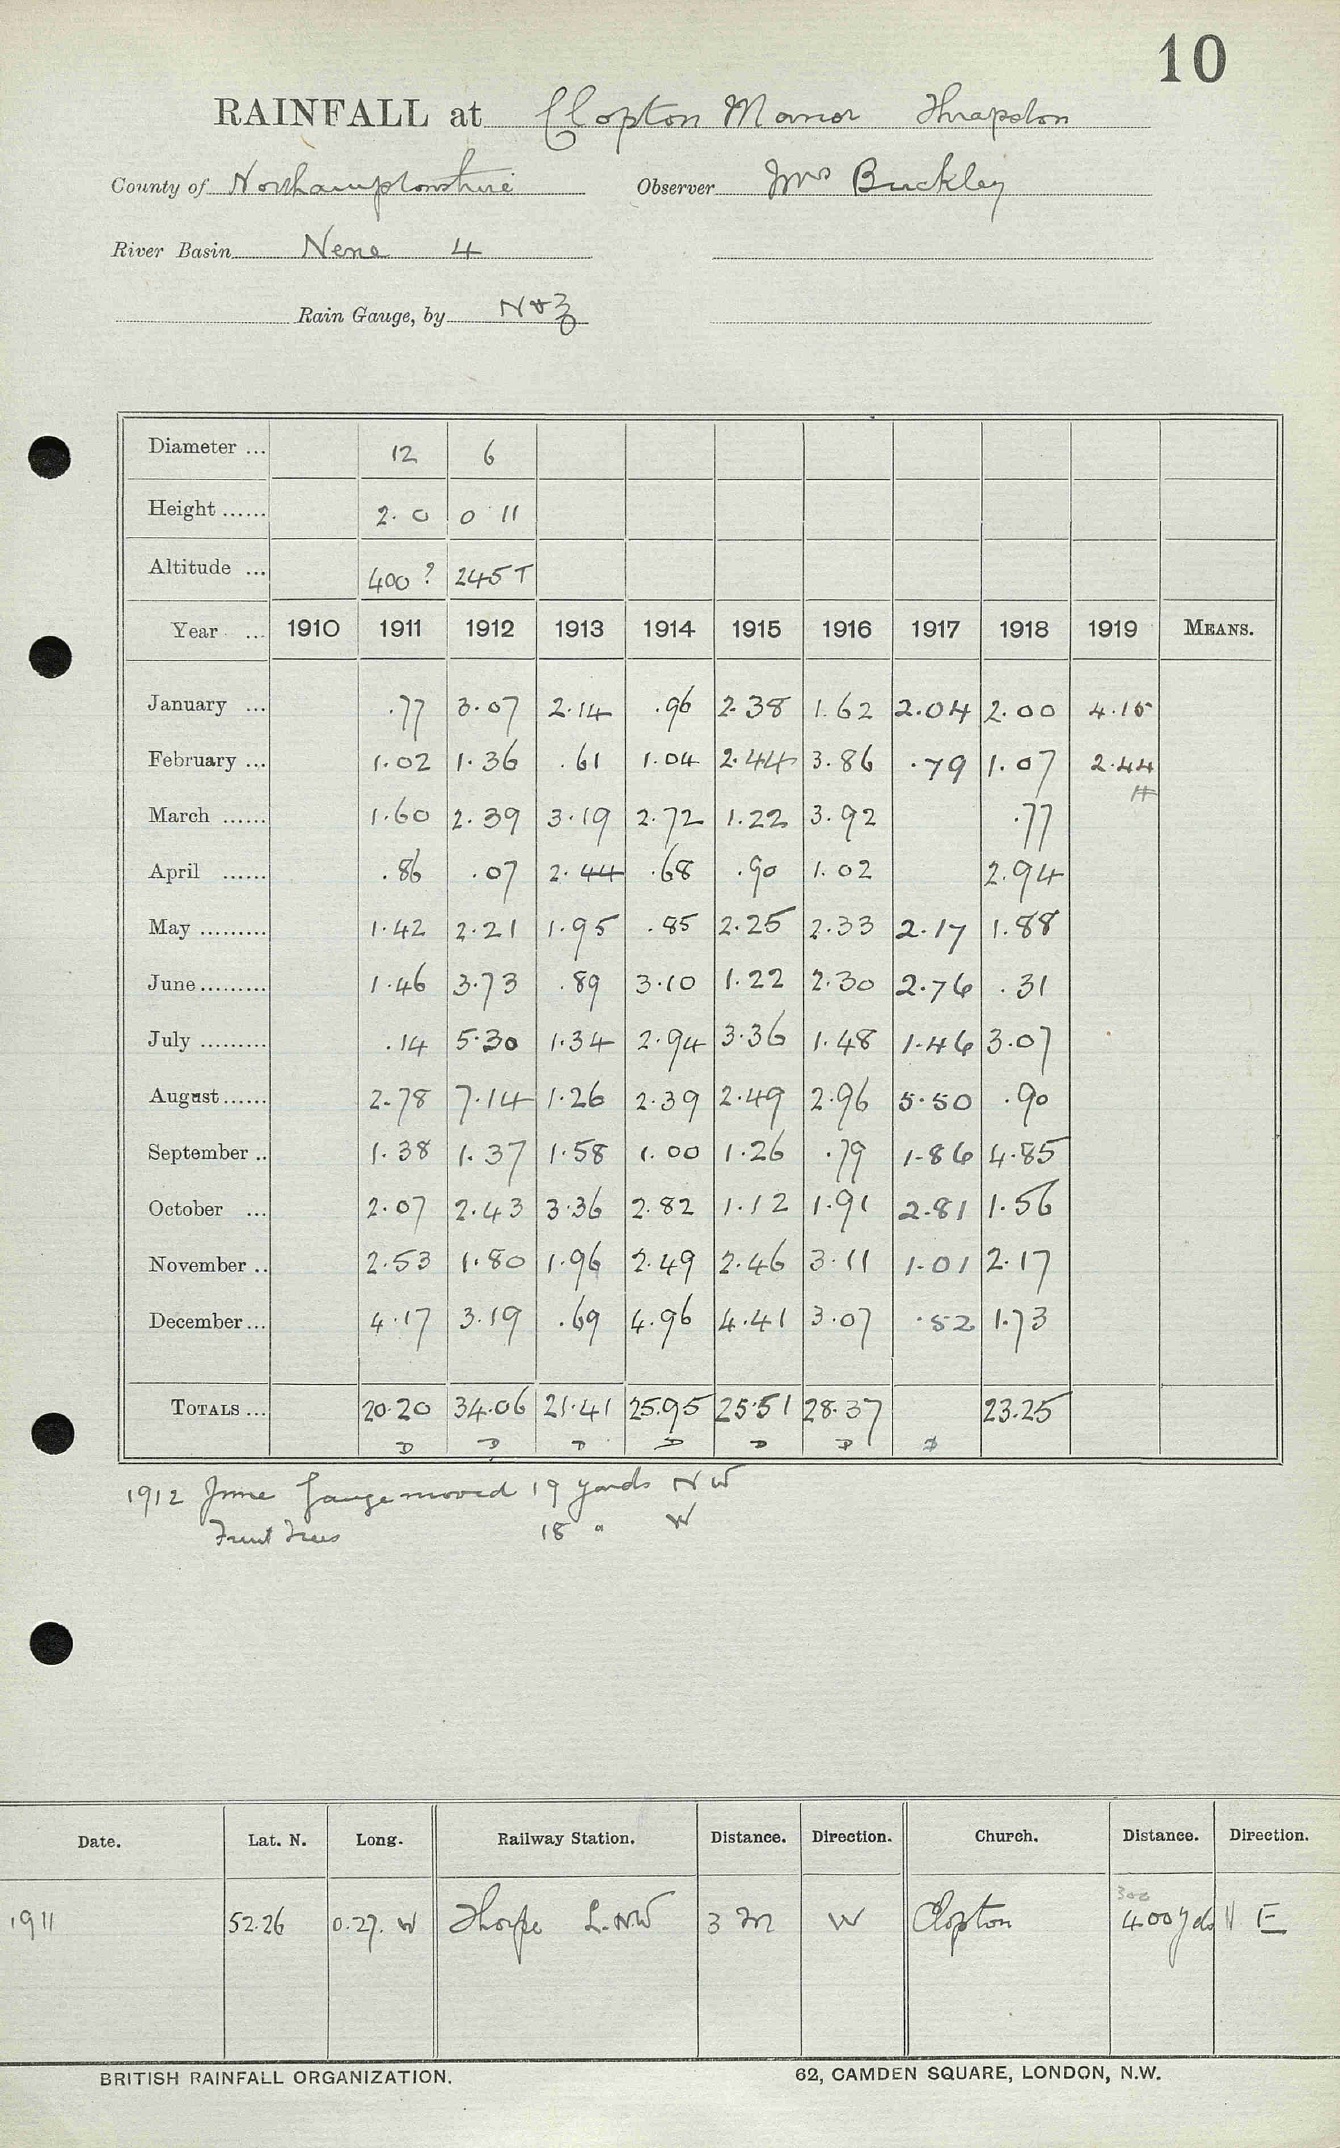 10
RAINFALL at Clopton Manor Thrapston
County of Northamptonshire Observer Mrs Buckley
River Basin Nene 4
Rain Gauge, by N & Z
Diameter ... 12 6
Height ...... 2. 0 0 11
Altitude ... 400 ? 245 T
Year ... 1910 1911 1912 1913 1914 1915 1916 1917 1918 1919 MEANS.
January ... .77 3.07 2.14 .96 2.38 1.62 2.04 2.00 4.15
February ... 1.02 1.36 .61 1.04 2.44 3.86 .79 1.07 2.44
March ...... 1.60 2.39 3.19 2.72 1.22 3.92 .77
April ...... .86 .07 2.44 .68 .90 1.02 2.94
May ......... 1.42 2.21 1.95 .85 2.25 2.33 2.17 1.88
June ......... 1.46 3.73 .89 3.10 1.22 2.30 2.76 .31
July ......... .14 5.30 1.34 2.94 3.36 1.48 1.46 3.07
August ...... 2.78 7.14 1.26 2.39 2.49 2.96 5.50 .90
September .. 1.38 1.37 1.58 1.00 1.26 .79 1.86 4.85
October ... 2.07 2.43 3.36 2.82 1.12 1.91 2.81 1.56
November .. 2.53 1.80 1.96 2.49 2.46 3.11 1.01 2.17
December ... 4.17 3.19 .69 4.96 4.41 3.07 .52 1.73
TOTALS ... 20.20 34.06 21.41 25.95 25.51 28.37 23.25
D D D D D D D
1912 June Gauge moved 19 yards NW
Fruit Trees 18 " W
Date. Lat. N. Long. Railway Station. Distance. Direction. Church. Distance. Direction.
300
1911 52.26 0.27. W Thorpe L.NW 3 m W Clopton 400 yds E
BRITISH RAINFALL ORGANIZATION. 62, CAMDEN SQUARE, LONDON, N.W.